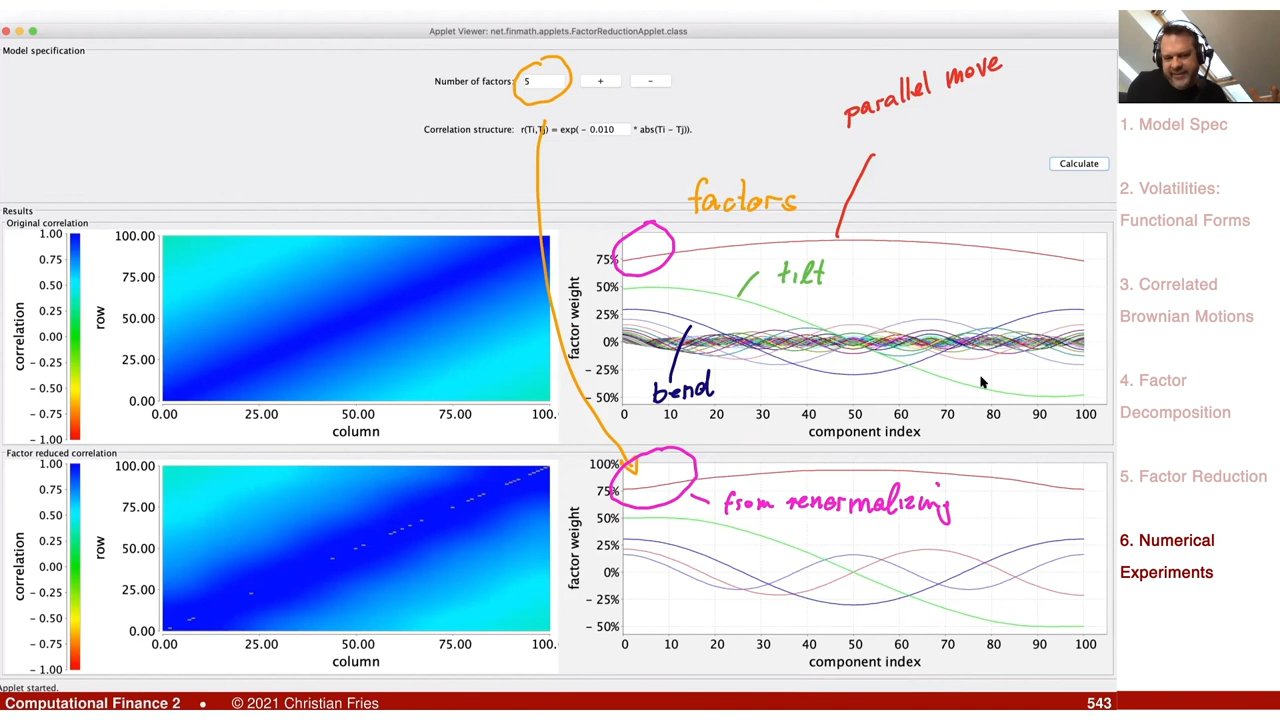 Applet Viewer: net.finmath.applets.FactorReductionApplet.class
Model specification
Number of factors: 5 + -
Correlation structure: r(Ti,Tj) = exp( - 0.010 * abs(Ti - Tj)).
Calculate
parallel move
factors
tilt
bend
from renormalizing
Results
Original correlation
1.00
0.75
0.50
0.25
0.00
- 0.25
- 0.50
- 0.75
- 1.00
correlation
100.00
75.00
50.00
25.00
0.00
row
0.00 25.00 50.00 75.00 100.
column
75%
50%
25%
0%
- 25%
- 50%
factor weight
0 10 20 30 40 50 60 70 80 90 100
component index
Factor reduced correlation
1.00
0.75
0.50
0.25
0.00
- 0.25
- 0.50
- 0.75
- 1.00
correlation
100.00
75.00
50.00
25.00
0.00
row
0.00 25.00 50.00 75.00 100.
column
100%
75%
50%
25%
0%
- 25%
- 50%
factor weight
0 10 20 30 40 50 60 70 80 90 100
component index
Applet started.
1. Model Spec
2. Volatilities:
Functional Forms
3. Correlated
Brownian Motions
4. Factor
Decomposition
5. Factor Reduction
6. Numerical
Experiments
Computational Finance 2 • © 2021 Christian Fries 543